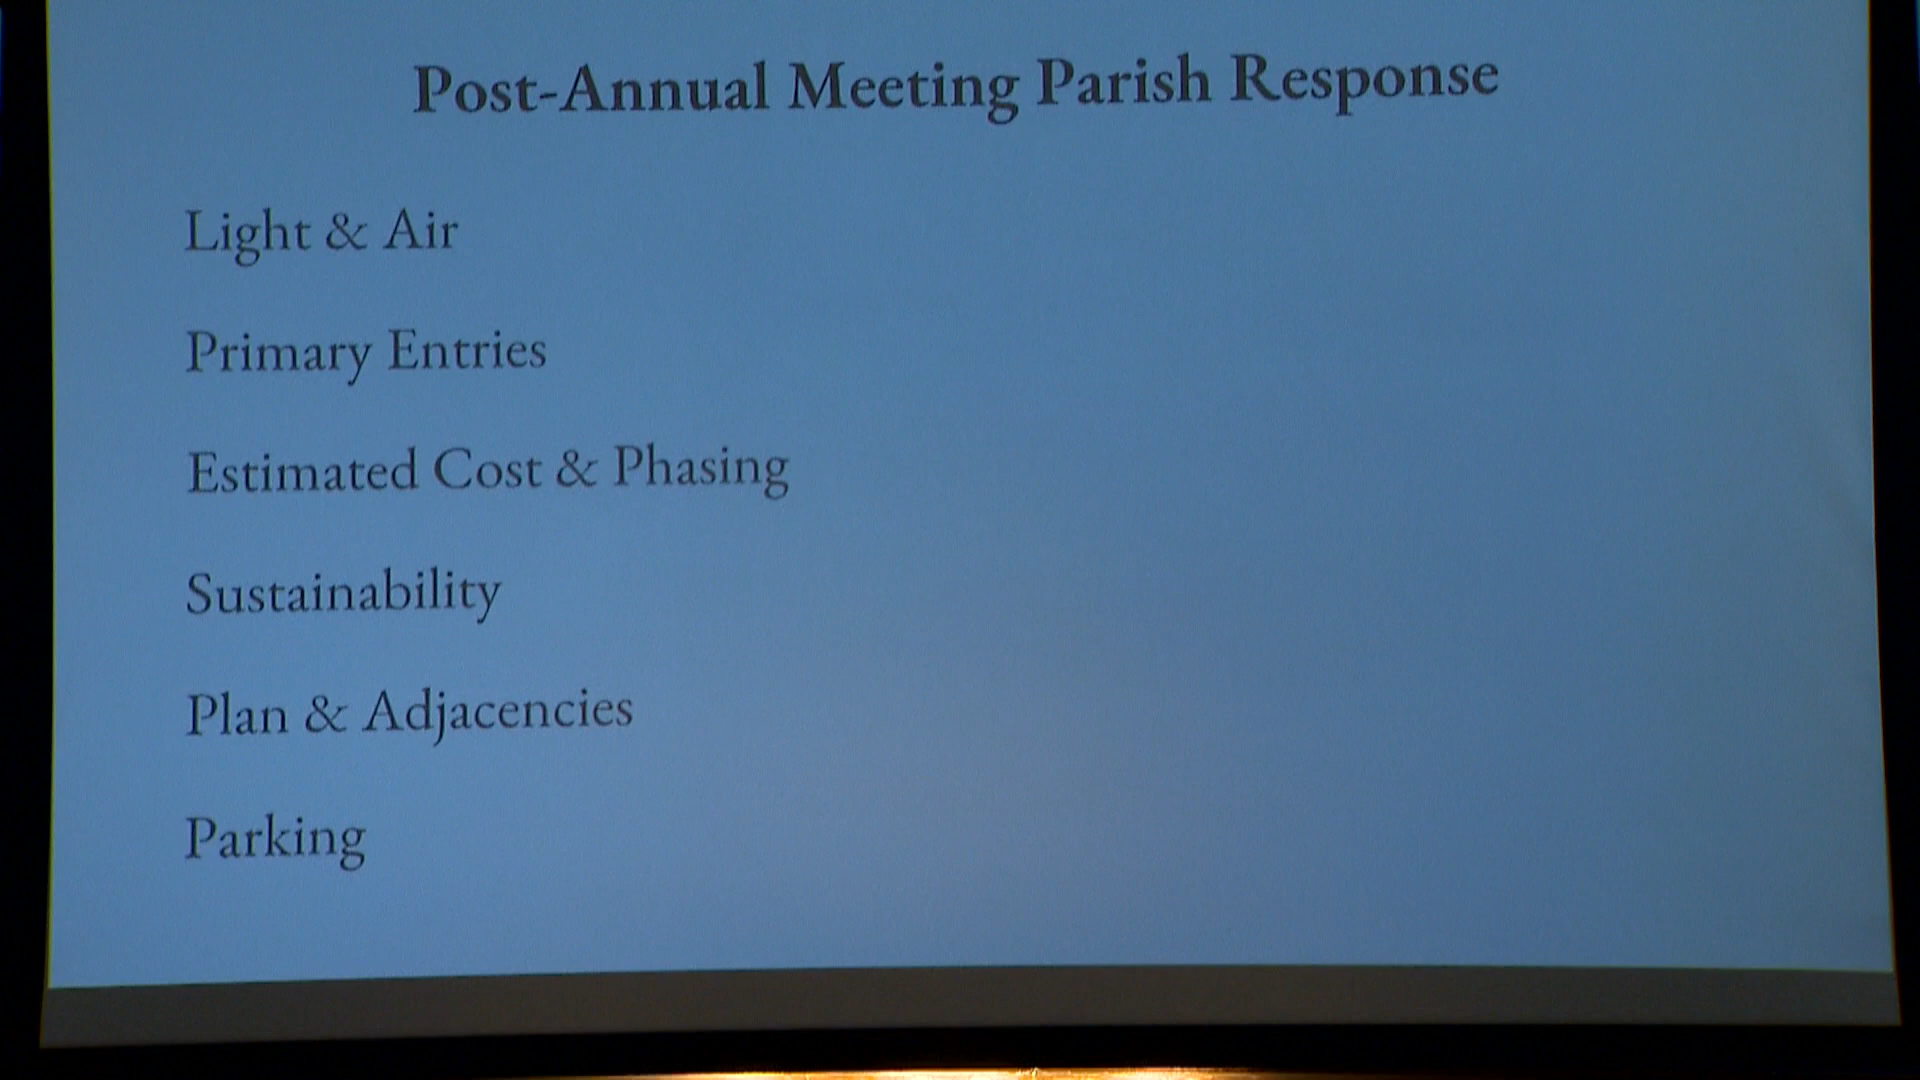 Post-Annual Meeting Parish Response
Light & Air
Primary Entries
Estimated Cost & Phasing
Sustainability
Plan & Adjacencies
Parking